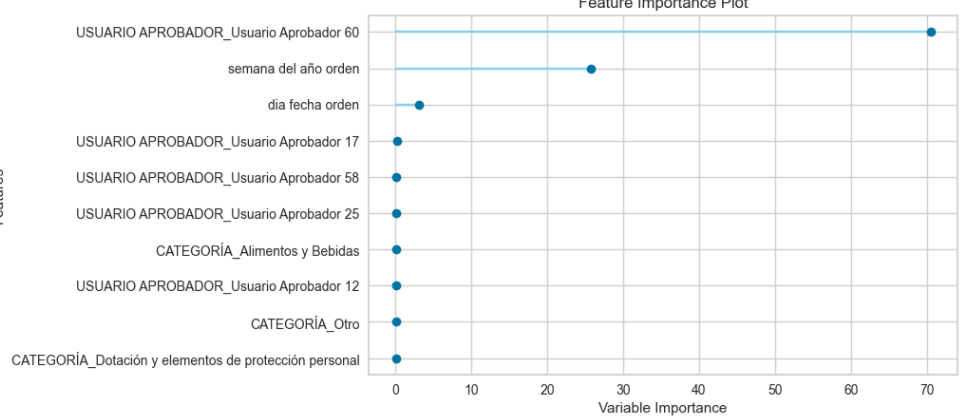 Feature Importance Plot
USUARIO APROBADOR_Usuario Aprobador 60
semana del año orden
dia fecha orden
USUARIO APROBADOR_Usuario Aprobador 17
USUARIO APROBADOR_Usuario Aprobador 58
USUARIO APROBADOR_Usuario Aprobador 25
CATEGORÍA_Alimentos y Bebidas
USUARIO APROBADOR_Usuario Aprobador 12
CATEGORÍA_Otro
CATEGORÍA_Dotación y elementos de protección personal
0 10 20 30 40 50 60 70
Variable Importance